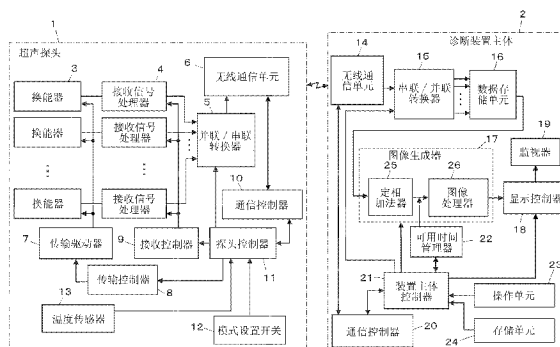 1
超声探头
3
换能器
4
接收信号
处理器
6
无线通信单元
换能器
接收信号
处理器
5
并联/串联
转换器
换能器
接收信号
处理器
10
通信控制器
7
传输驱动器
9
接收控制器
探头控制器
11
传输控制器
8
13
温度传感器
12
模式设置开关
2
诊断装置主体
14
无线通信单元
15
串联/并联
转换器
16
数据存储单元
17
图像生成器
25
定相加法器
26
图像处理器
19
监视器
显示控制器
18
可用时间
管理器
22
21
装置主体
控制器
23
操作单元
通信控制器
20
存储单元
24